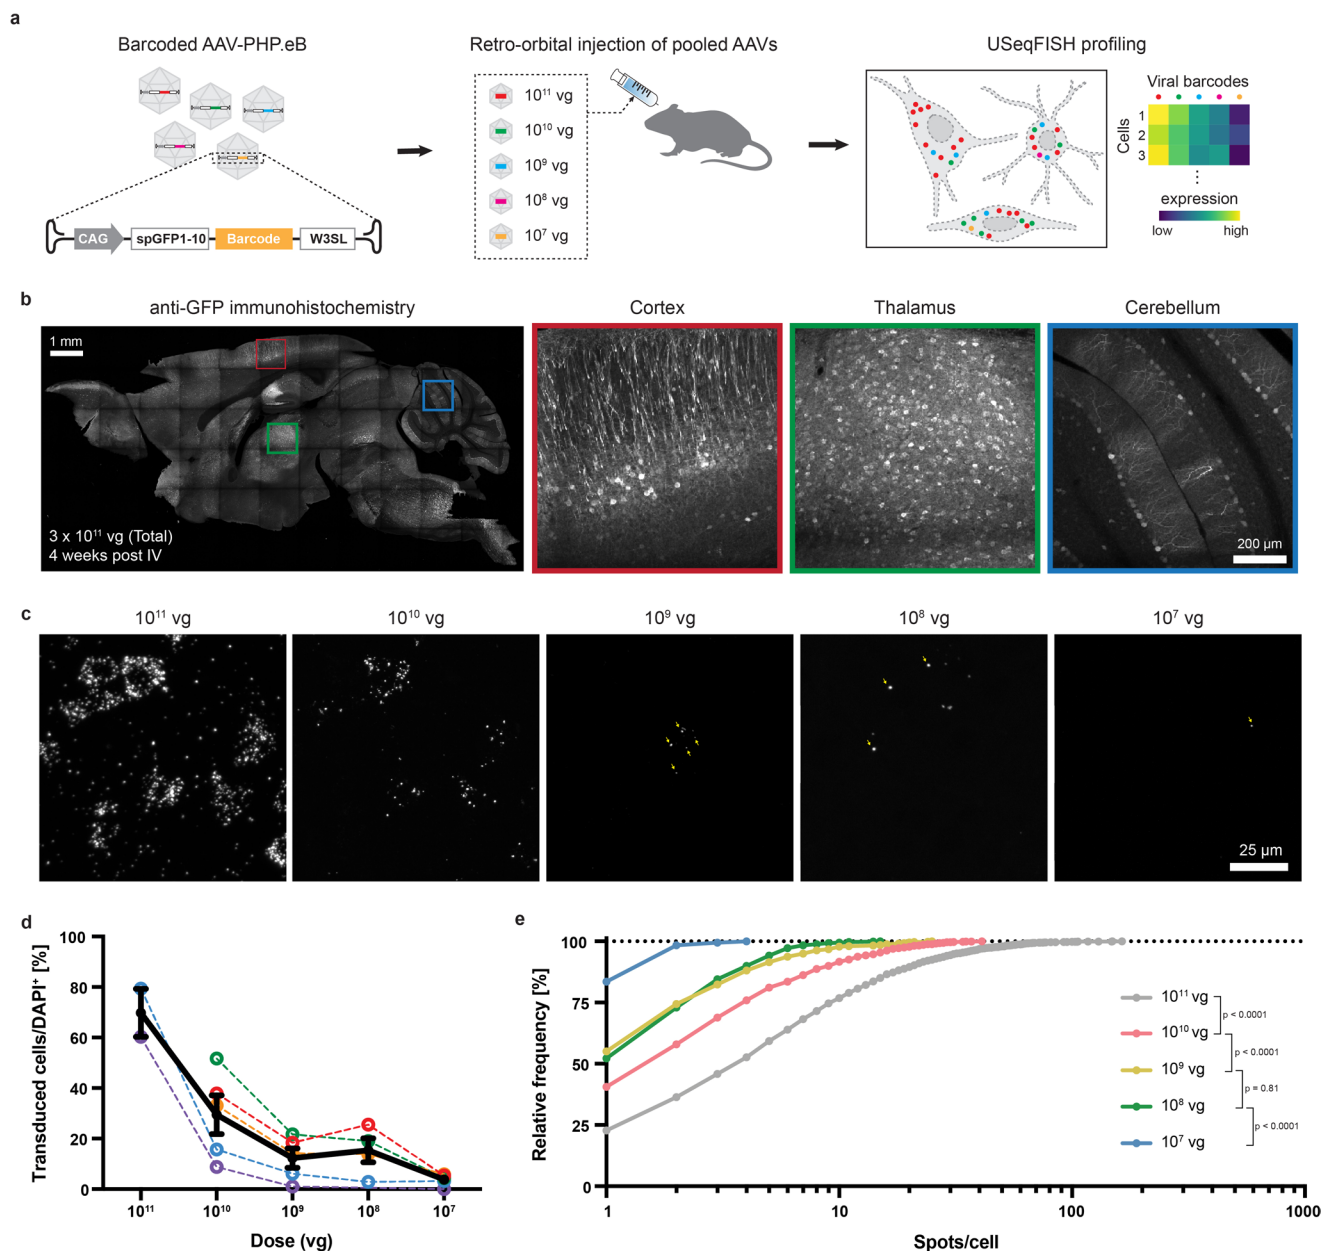 a
Barcoded AAV-PHP.eB
Retro-orbital injection of pooled AAVs
USeqFISH profiling
10¹¹ vg
10¹⁰ vg
10⁹ vg
10⁸ vg
10⁷ vg
Viral barcodes
Cells
1
2
3
expression
low high
CAG spGFP1-10 Barcode W3SL
b
anti-GFP immunohistochemistry
Cortex
Thalamus
Cerebellum
1 mm
3 x 10¹¹ vg (Total)
4 weeks post IV
200 µm
c
10¹¹ vg
10¹⁰ vg
10⁹ vg
10⁸ vg
10⁷ vg
25 µm
d
Transduced cells/DAPI⁺ [%]
100
80
60
40
20
0
10¹¹ 10¹⁰ 10⁹ 10⁸ 10⁷
Dose (vg)
e
Relative frequency [%]
100
75
50
25
0
1 10 100 1000
Spots/cell
10¹¹ vg
10¹⁰ vg
10⁹ vg
10⁸ vg
10⁷ vg
p < 0.0001
p < 0.0001
p = 0.81
p < 0.0001